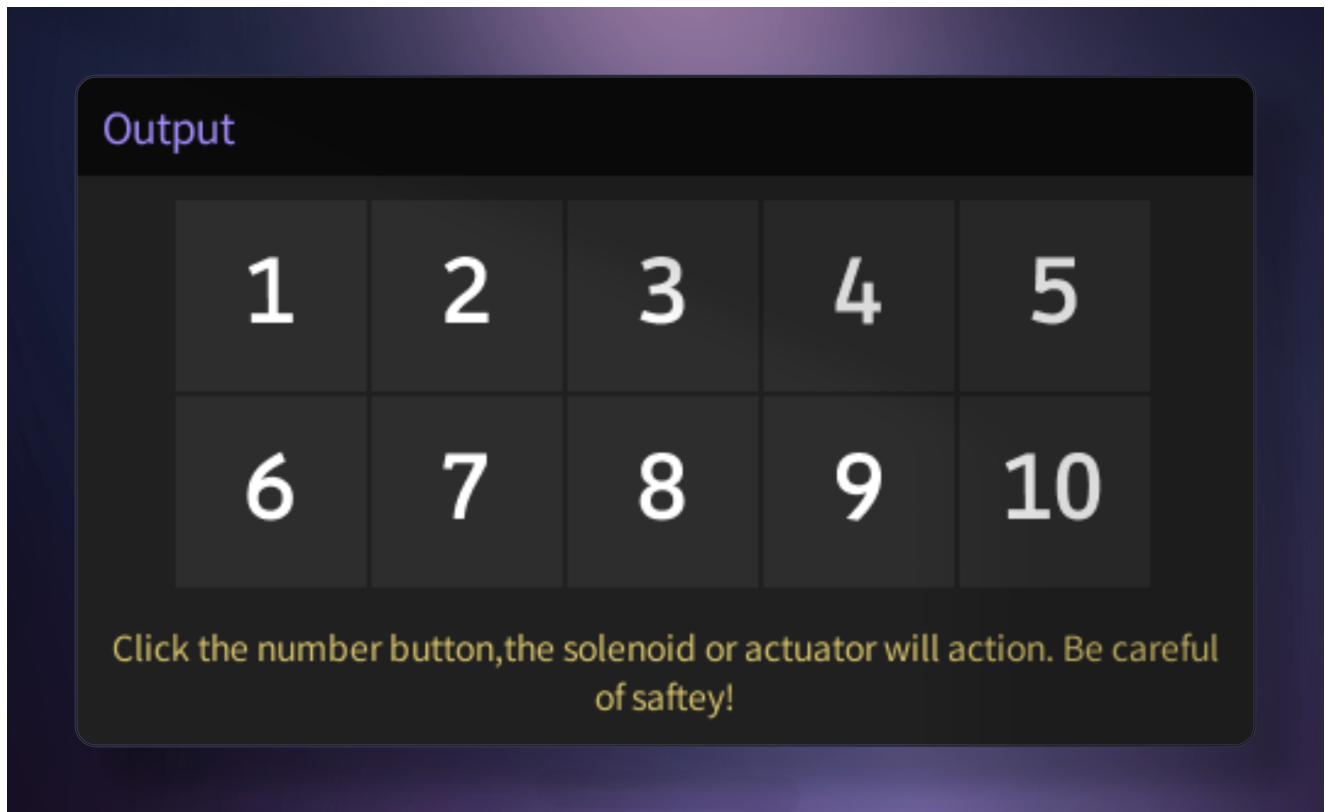 Output
1 2 3 4 5
6 7 8 9 10
Click the number button,the solenoid or actuator will action. Be careful
of saftey!